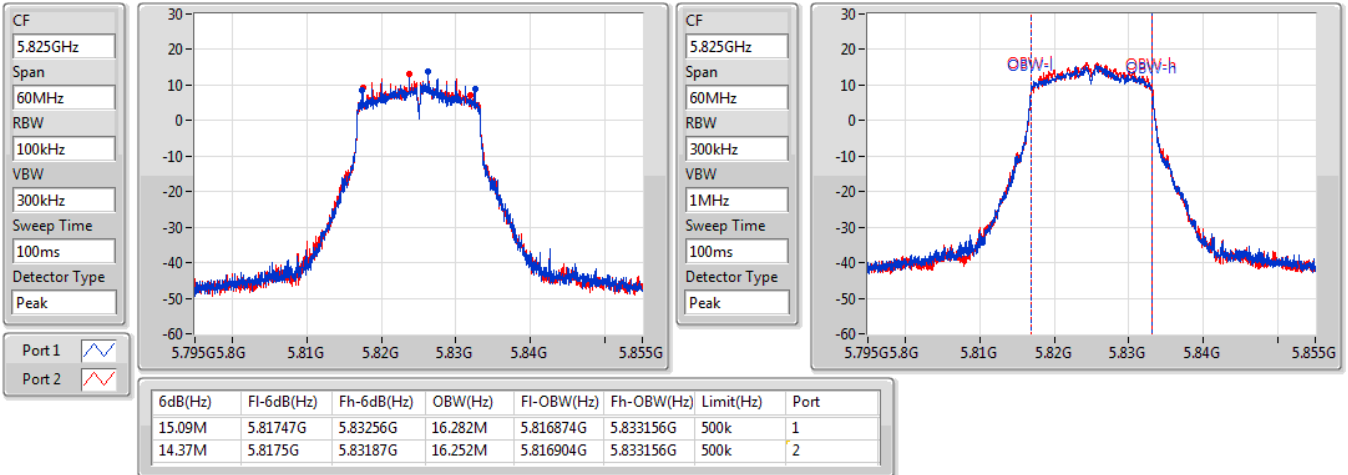 CF
5.825GHz
Span
60MHz
RBW
100kHz
VBW
300kHz
Sweep Time
100ms
Detector Type
Peak
Port 1
Port 2
30
20
10
0
-10
-20
-30
-40
-50
-60
5.795G 5.8G 5.81G 5.82G 5.83G 5.84G 5.855G
CF
5.825GHz
Span
60MHz
RBW
300kHz
VBW
1MHz
Sweep Time
100ms
Detector Type
Peak
30
20
10
0
-10
-20
-30
-40
-50
-60
OBW-l OBW-h
5.795G 5.8G 5.81G 5.82G 5.83G 5.84G 5.855G
6dB(Hz) Fl-6dB(Hz) Fh-6dB(Hz) OBW(Hz) Fl-OBW(Hz) Fh-OBW(Hz) Limit(Hz) Port
15.09M 5.81747G 5.83256G 16.282M 5.816874G 5.833156G 500k 1
14.37M 5.8175G 5.83187G 16.252M 5.816904G 5.833156G 500k 2